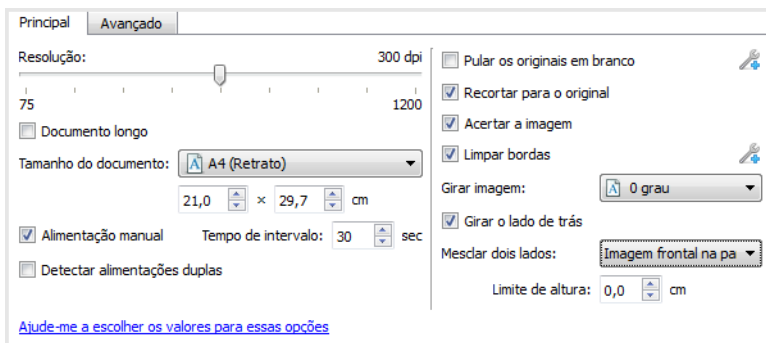 Principal Avançado
Resolução: 300 dpi
75 1200
Documento longo
Tamanho do documento: A4 (Retrato)
21,0 × 29,7 cm
Alimentação manual Tempo de intervalo: 30 sec
Detectar alimentações duplas
Ajude-me a escolher os valores para essas opções
Pular os originais em branco
Recortar para o original
Acertar a imagem
Limpar bordas
Girar imagem: 0 grau
Girar o lado de trás
Mesclar dois lados: Imagem frontal na pa
Limite de altura: 0,0 cm